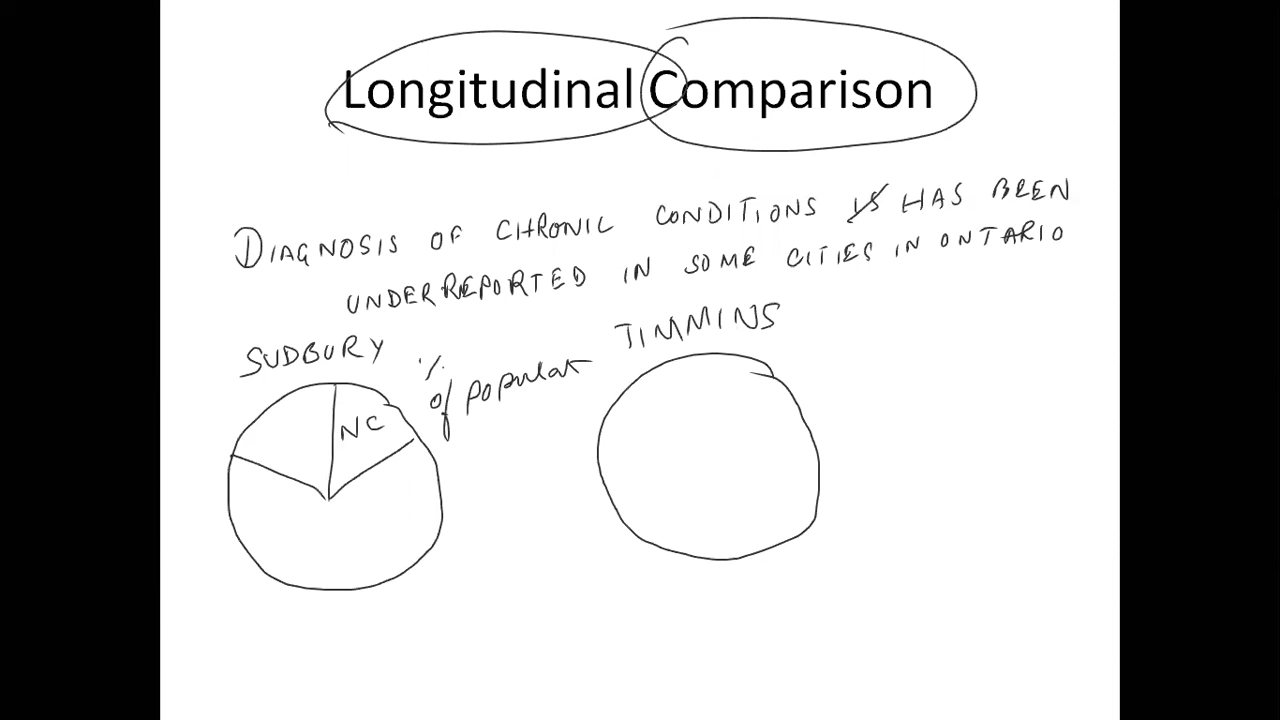 Longitudinal Comparison
DIAGNOSIS OF CHRONIC CONDITIONS IS HAS BEEN
UNDERREPORTED IN SOME CITIES IN ONTARIO
SUDBURY
TIMMINS
%
of populat
NC